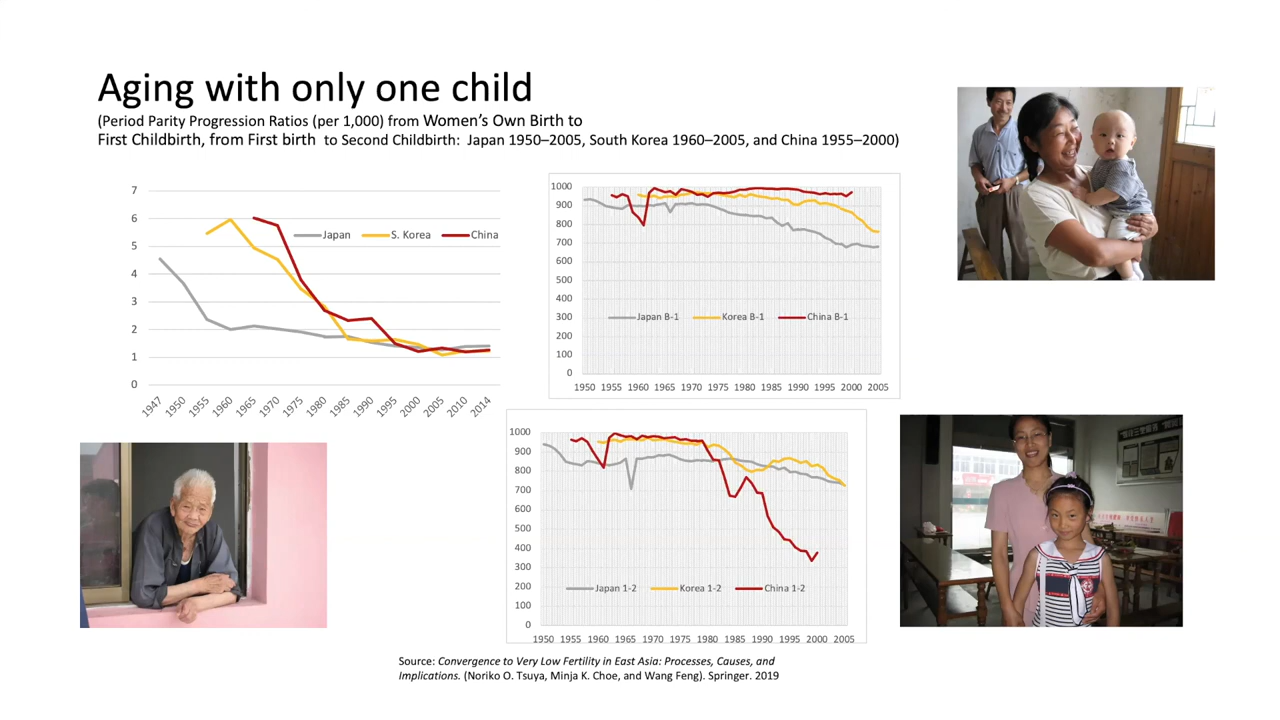 Aging with only one child
(Period Parity Progression Ratios (per 1,000) from Women's Own Birth to
First Childbirth, from First birth to Second Childbirth: Japan 1950–2005, South Korea 1960–2005, and China 1955–2000)
7
6
5
4
3
2
1
0
Japan S. Korea China
1947 1950 1955 1960 1965 1970 1975 1980 1985 1990 1995 2000 2005 2010 2014
1000
900
800
700
600
500
400
300
200
100
0
Japan B-1 Korea B-1 China B-1
1950 1955 1960 1965 1970 1975 1980 1985 1990 1995 2000 2005
1000
900
800
700
600
500
400
300
200
100
0
Japan 1-2 Korea 1-2 China 1-2
1950 1955 1960 1965 1970 1975 1980 1985 1990 1995 2000 2005
Source: Convergence to Very Low Fertility in East Asia: Processes, Causes, and
Implications. (Noriko O. Tsuya, Minja K. Choe, and Wang Feng). Springer. 2019